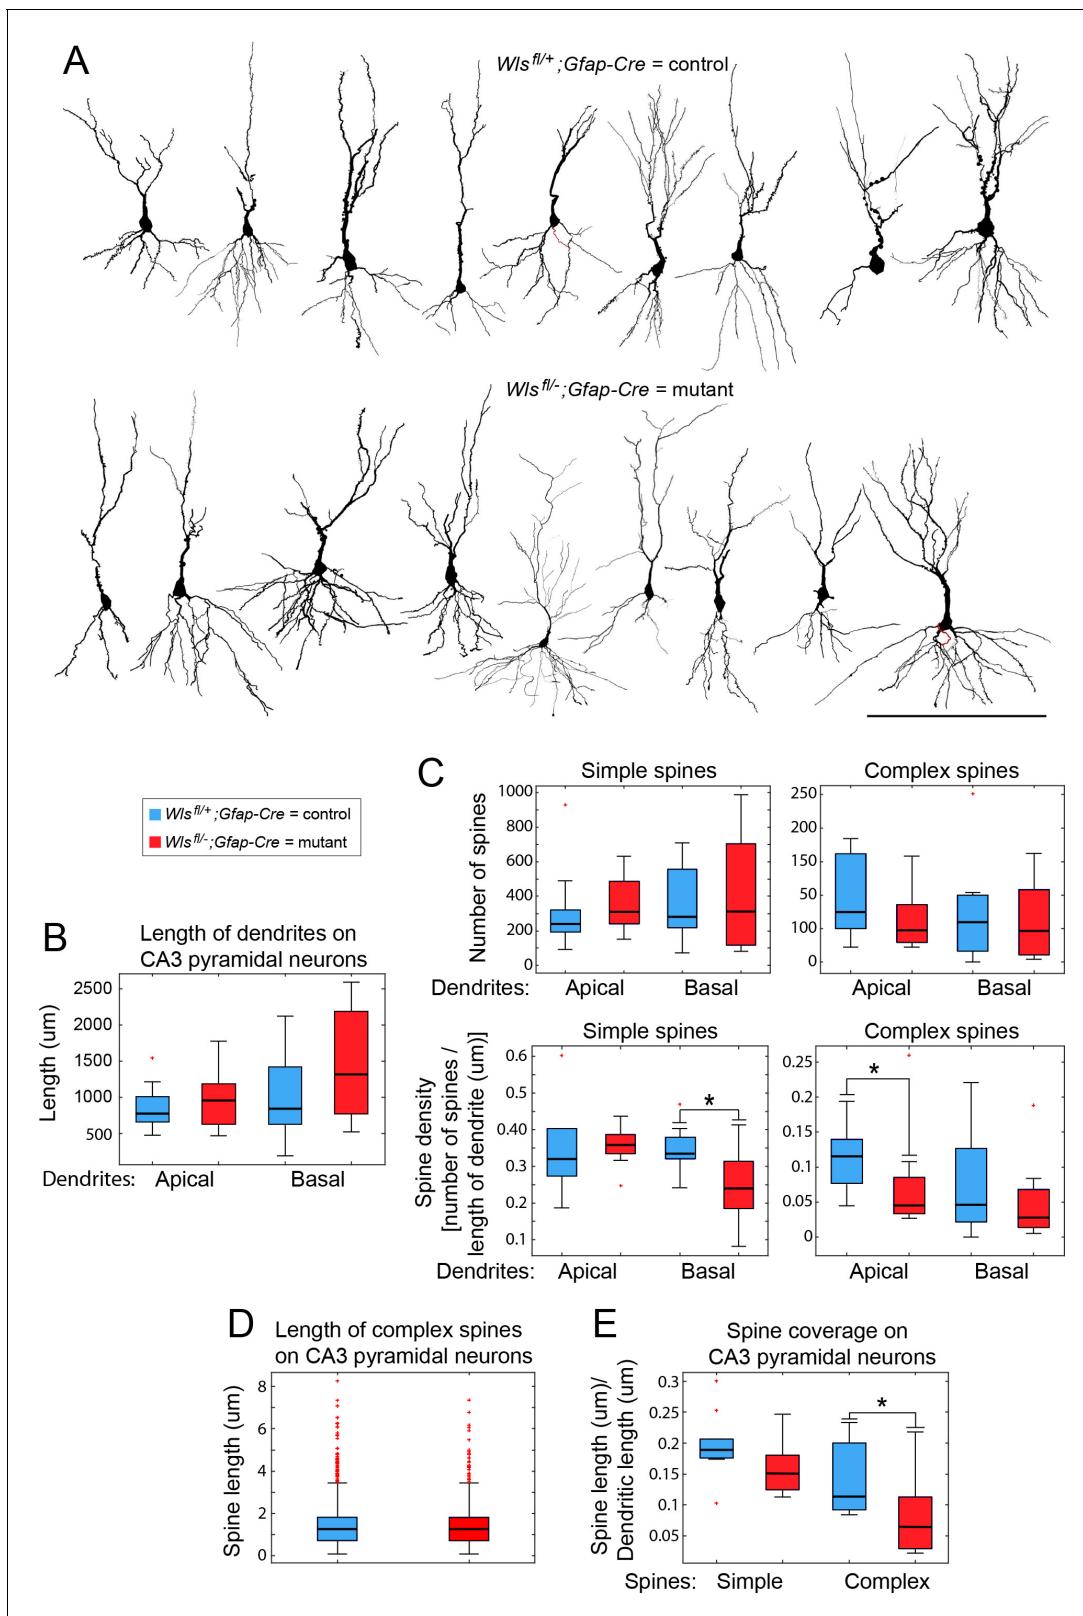 A
Wls fl/+;Gfap-Cre = control
Wls fl/-;Gfap-Cre = mutant
Wls fl/+;Gfap-Cre = control
Wls fl/-;Gfap-Cre = mutant
B
Length of dendrites on
CA3 pyramidal neurons
Length (um)
2500
2000
1500
1000
500
Dendrites: Apical Basal
C
Simple spines
Number of spines
1000
800
600
400
200
0
Dendrites: Apical Basal
Complex spines
250
150
50
100
0
Apical Basal
Simple spines
Spine density
[number of spines /
length of dendrite (um)]
0.6
0.5
0.40
0.3
0.2
0.1
*
Dendrites: Apical Basal
Complex spines
0.25
0.2
0.15
0.1
0.05
0
*
Apical Basal
D
Length of complex spines
on CA3 pyramidal neurons
Spine length (um)
8
6
4
2
0
E
Spine coverage on
CA3 pyramidal neurons
Spine length (um)/
Dendritic length (um)
0.3
0.25
0.2
0.15
0.1
0.05
*
Spines: Simple Complex